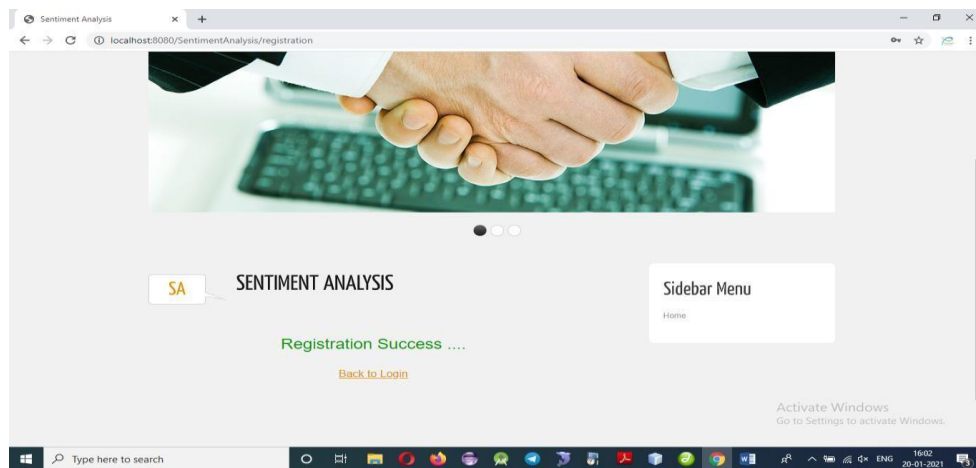 Sentiment Analysis
localhost:8080/SentimentAnalysis/registration
SA
SENTIMENT ANALYSIS
Sidebar Menu
Home
Registration Success ....
Back to Login
Activate Windows
Go to Settings to activate Windows.
Type here to search
ENG
16:02
20-01-2021